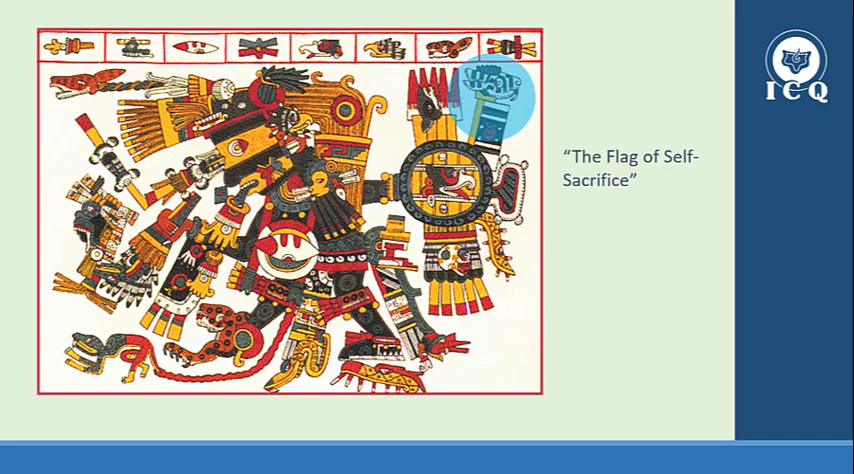 ICQ
“The Flag of Self-
Sacrifice”